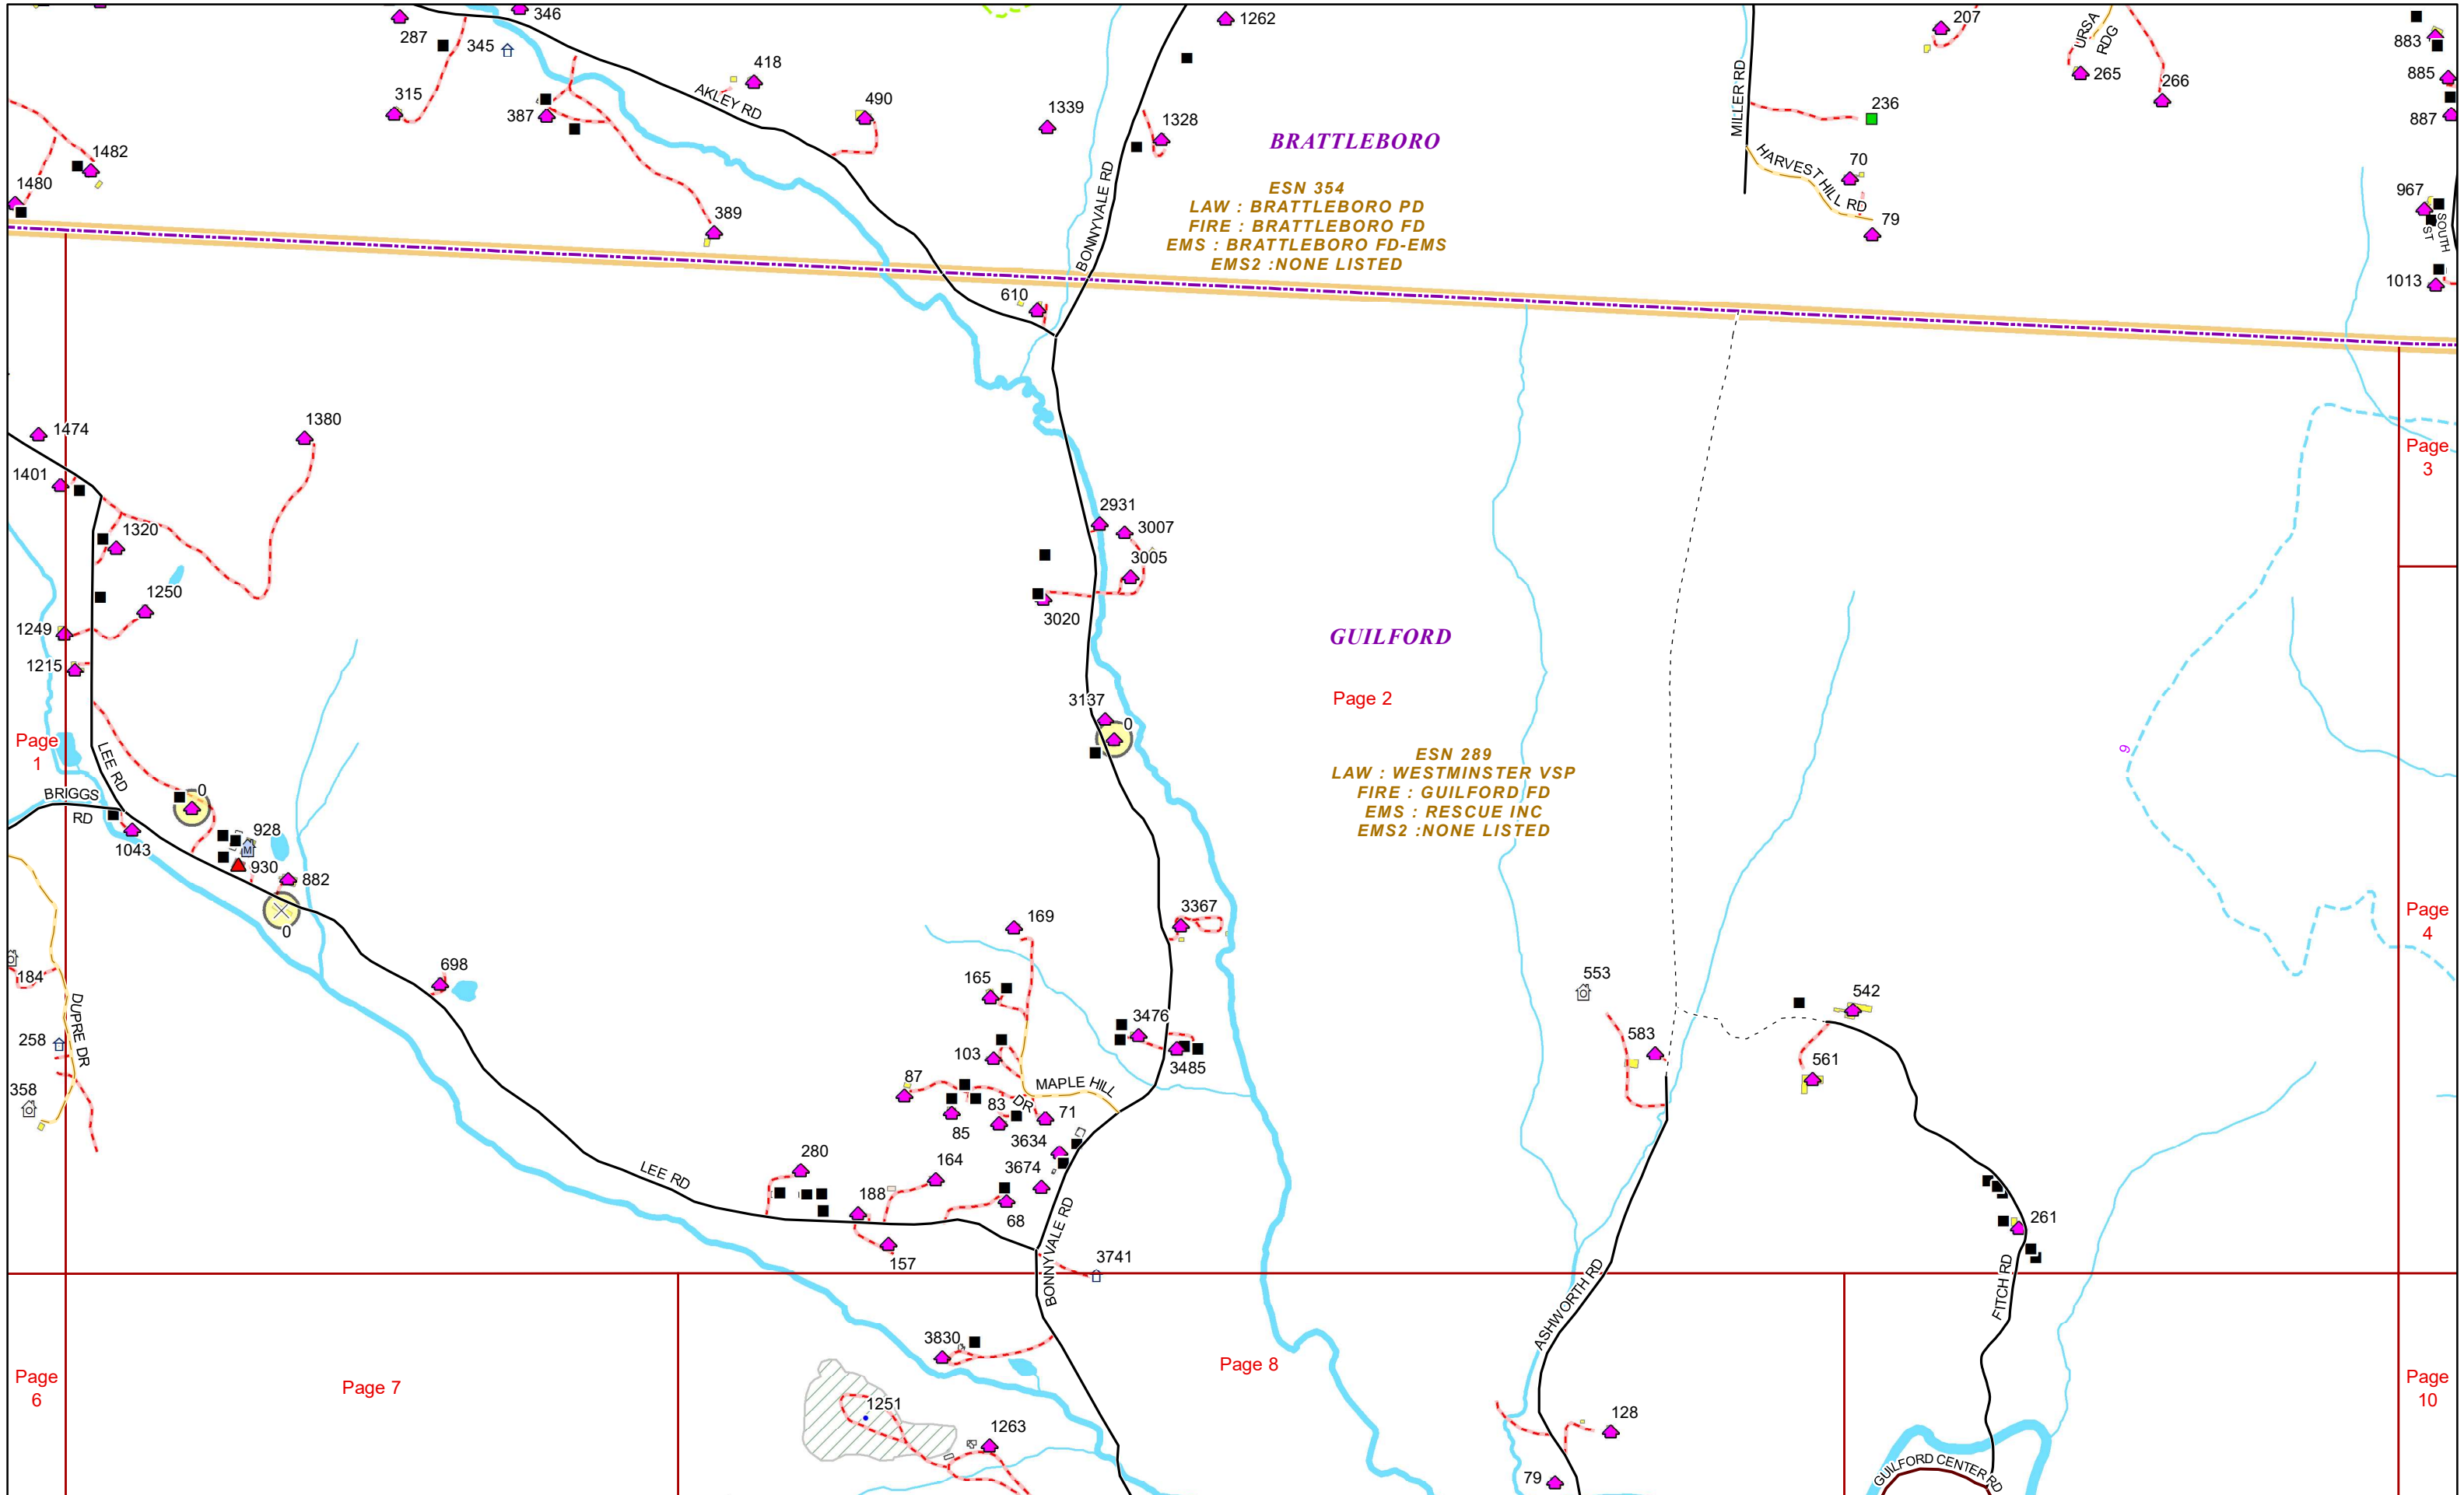 346
1262
207
287
345
URSA
RDG
883
418
265
266
885
315
AKLEY RD
490
1339
1328
MILLER RD
236
887
387
BRATTLEBORO
1482
HARVEST HILL RD
70
1480
ESN 354
967
LAW : BRATTLEBORO PD
389
BONNYVALE RD
FIRE : BRATTLEBORO FD
79
SOUTH
ST
EMS : BRATTLEBORO FD-EMS
EMS2 :NONE LISTED
610
1013
1474
1380
Page
3
1401
2931
1320
3007
3005
1250
3020
1249
GUILFORD
1215
Page 2
3137
0
9
Page
1
LEE RD
ESN 289
LAW : WESTMINSTER VSP
BRIGGS
RD
0
FIRE : GUILFORD FD
EMS : RESCUE INC
928
M
EMS2 :NONE LISTED
1043
930
882
0
169
3367
Page
4
698
165
553
184
542
DUPRE DR
3476
258
103
583
561
3485
358
87
MAPLE HILL
DR
83
71
85
3634
280
LEE RD
164
3674
188
68
261
BONNYVALE RD
157
3741
ASHWORTH RD
FITCH RD
3830
Page
6
Page 7
Page 8
Page
10
1251
1263
128
79
GUILFORD CENTER RD